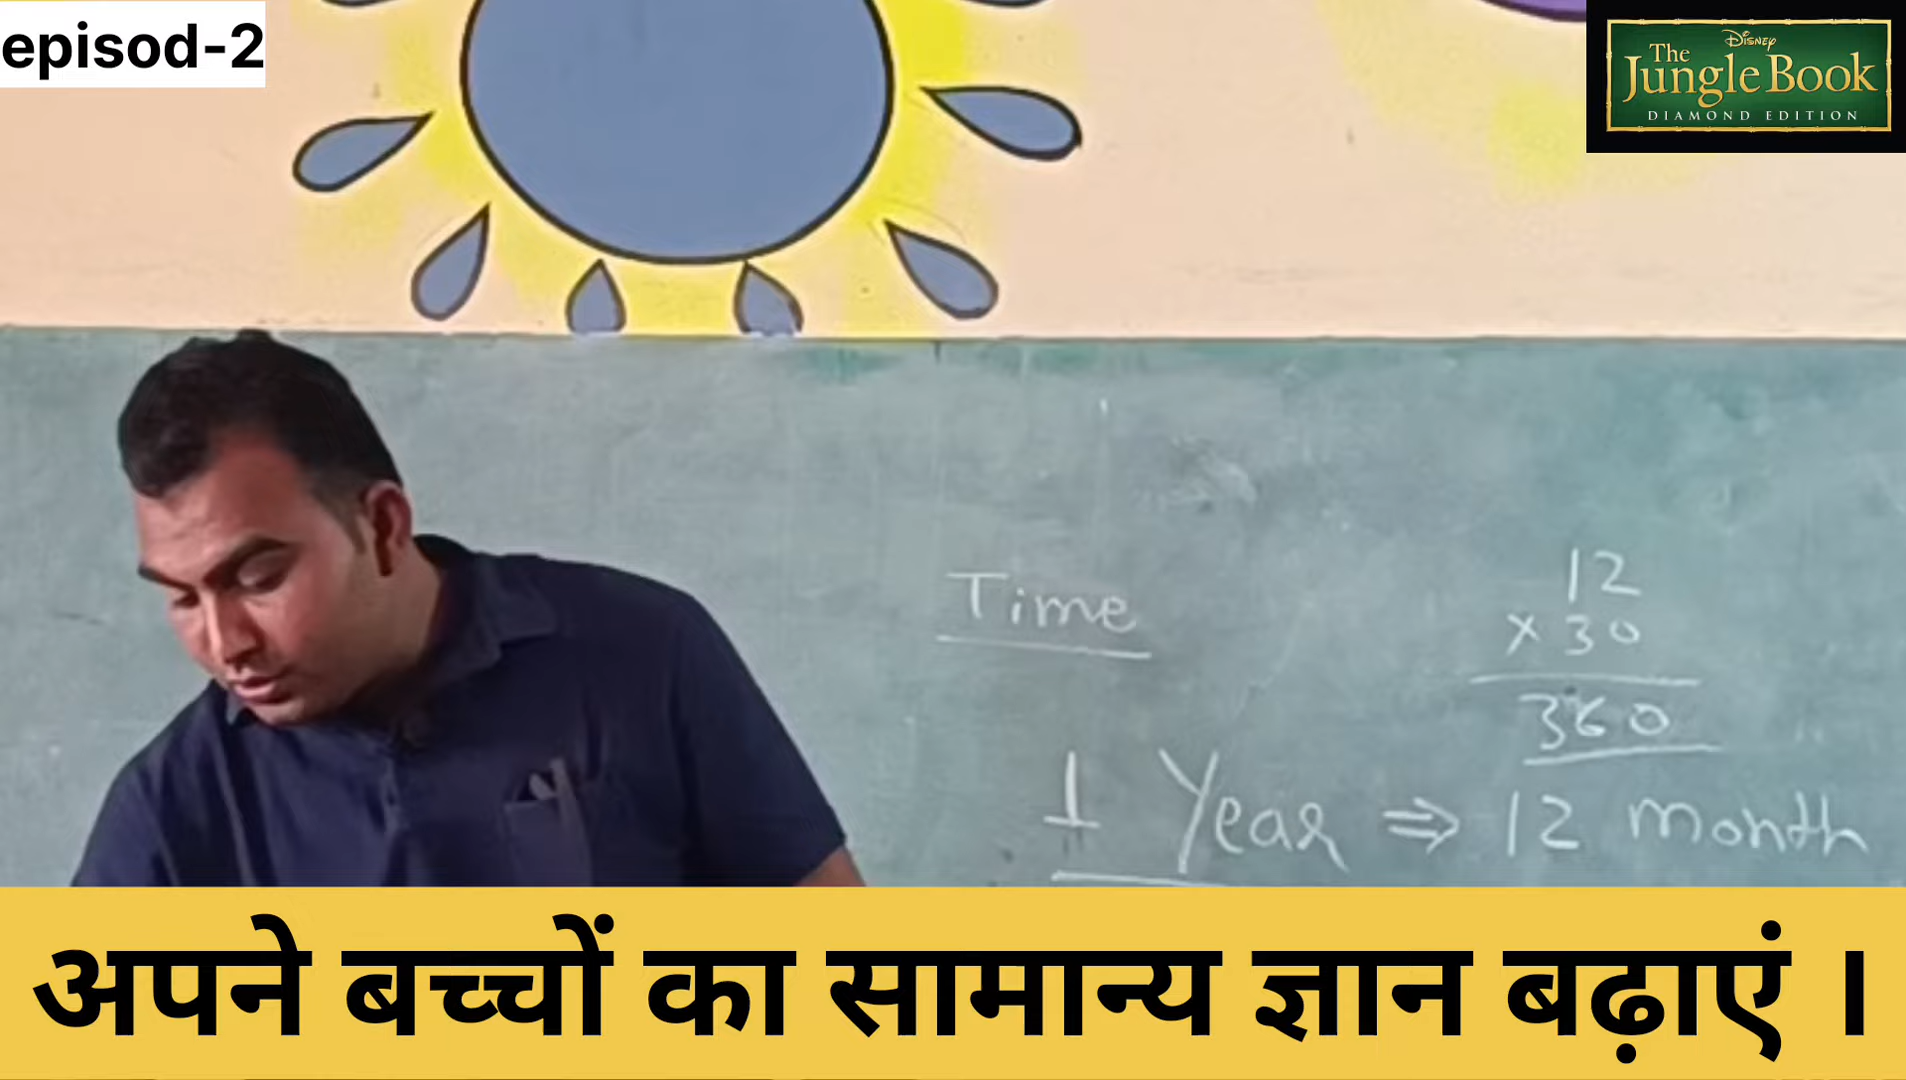 episod-2
Disney
The
Jungle Book
DIAMOND EDITION
12
Time
× 30
360
1 Year ⇒ 12 month
अपने बच्चों का सामान्य ज्ञान बढ़ाएं ।